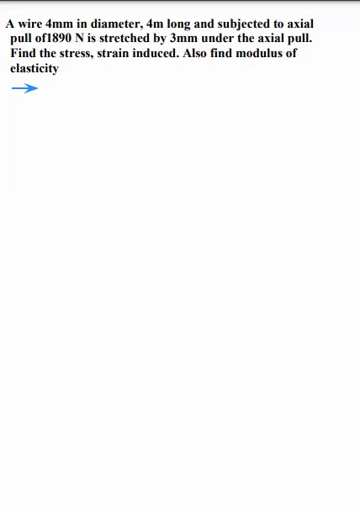 A wire 4mm in diameter, 4m long and subjected to axial
pull of1890 N is stretched by 3mm under the axial pull.
Find the stress, strain induced. Also find modulus of
elasticity